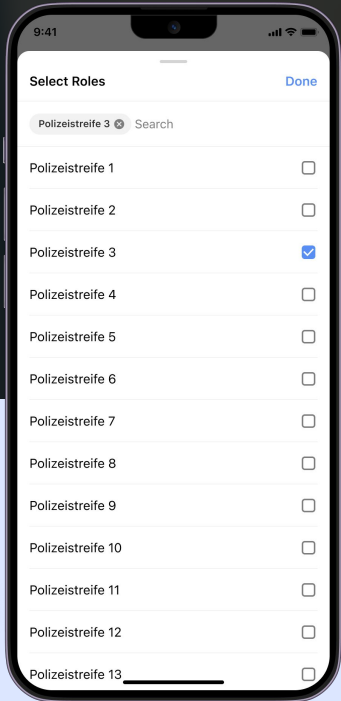 9:41
Select Roles Done
Polizeistreife 3 Search
Polizeistreife 1
Polizeistreife 2
Polizeistreife 3
Polizeistreife 4
Polizeistreife 5
Polizeistreife 6
Polizeistreife 7
Polizeistreife 8
Polizeistreife 9
Polizeistreife 10
Polizeistreife 11
Polizeistreife 12
Polizeistreife 13